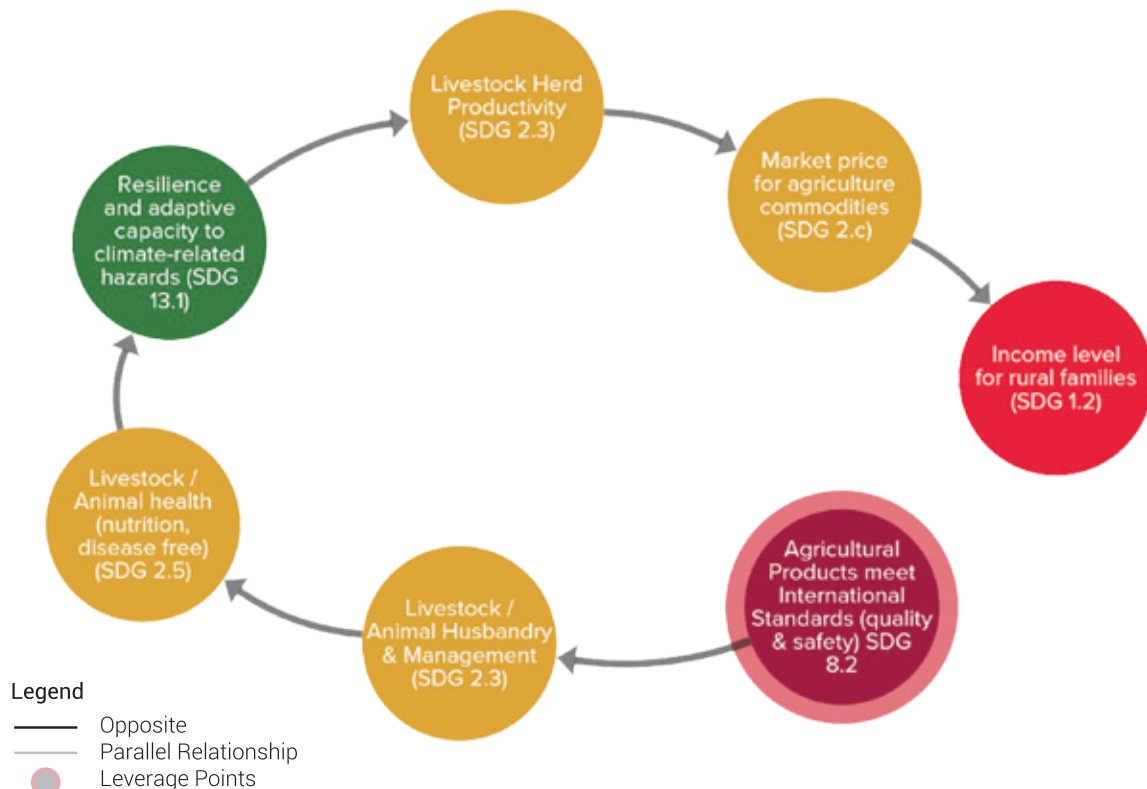 Livestock Herd
Productivity
(SDG 2.3)
Market price
for agriculture
commodities
(SDG 2.c)
Resilience
and adaptive
capacity to
climate-related
hazards (SDG
13.1)
Income level
for rural families
(SDG 1.2)
Livestock /
Animal health
(nutrition,
disease free)
(SDG 2.5)
Agricultural
Products meet
International
Standards (quality
& safety) SDG
8.2
Livestock /
Animal Husbandry
& Management
(SDG 2.3)
Legend
Opposite
Parallel Relationship
Leverage Points